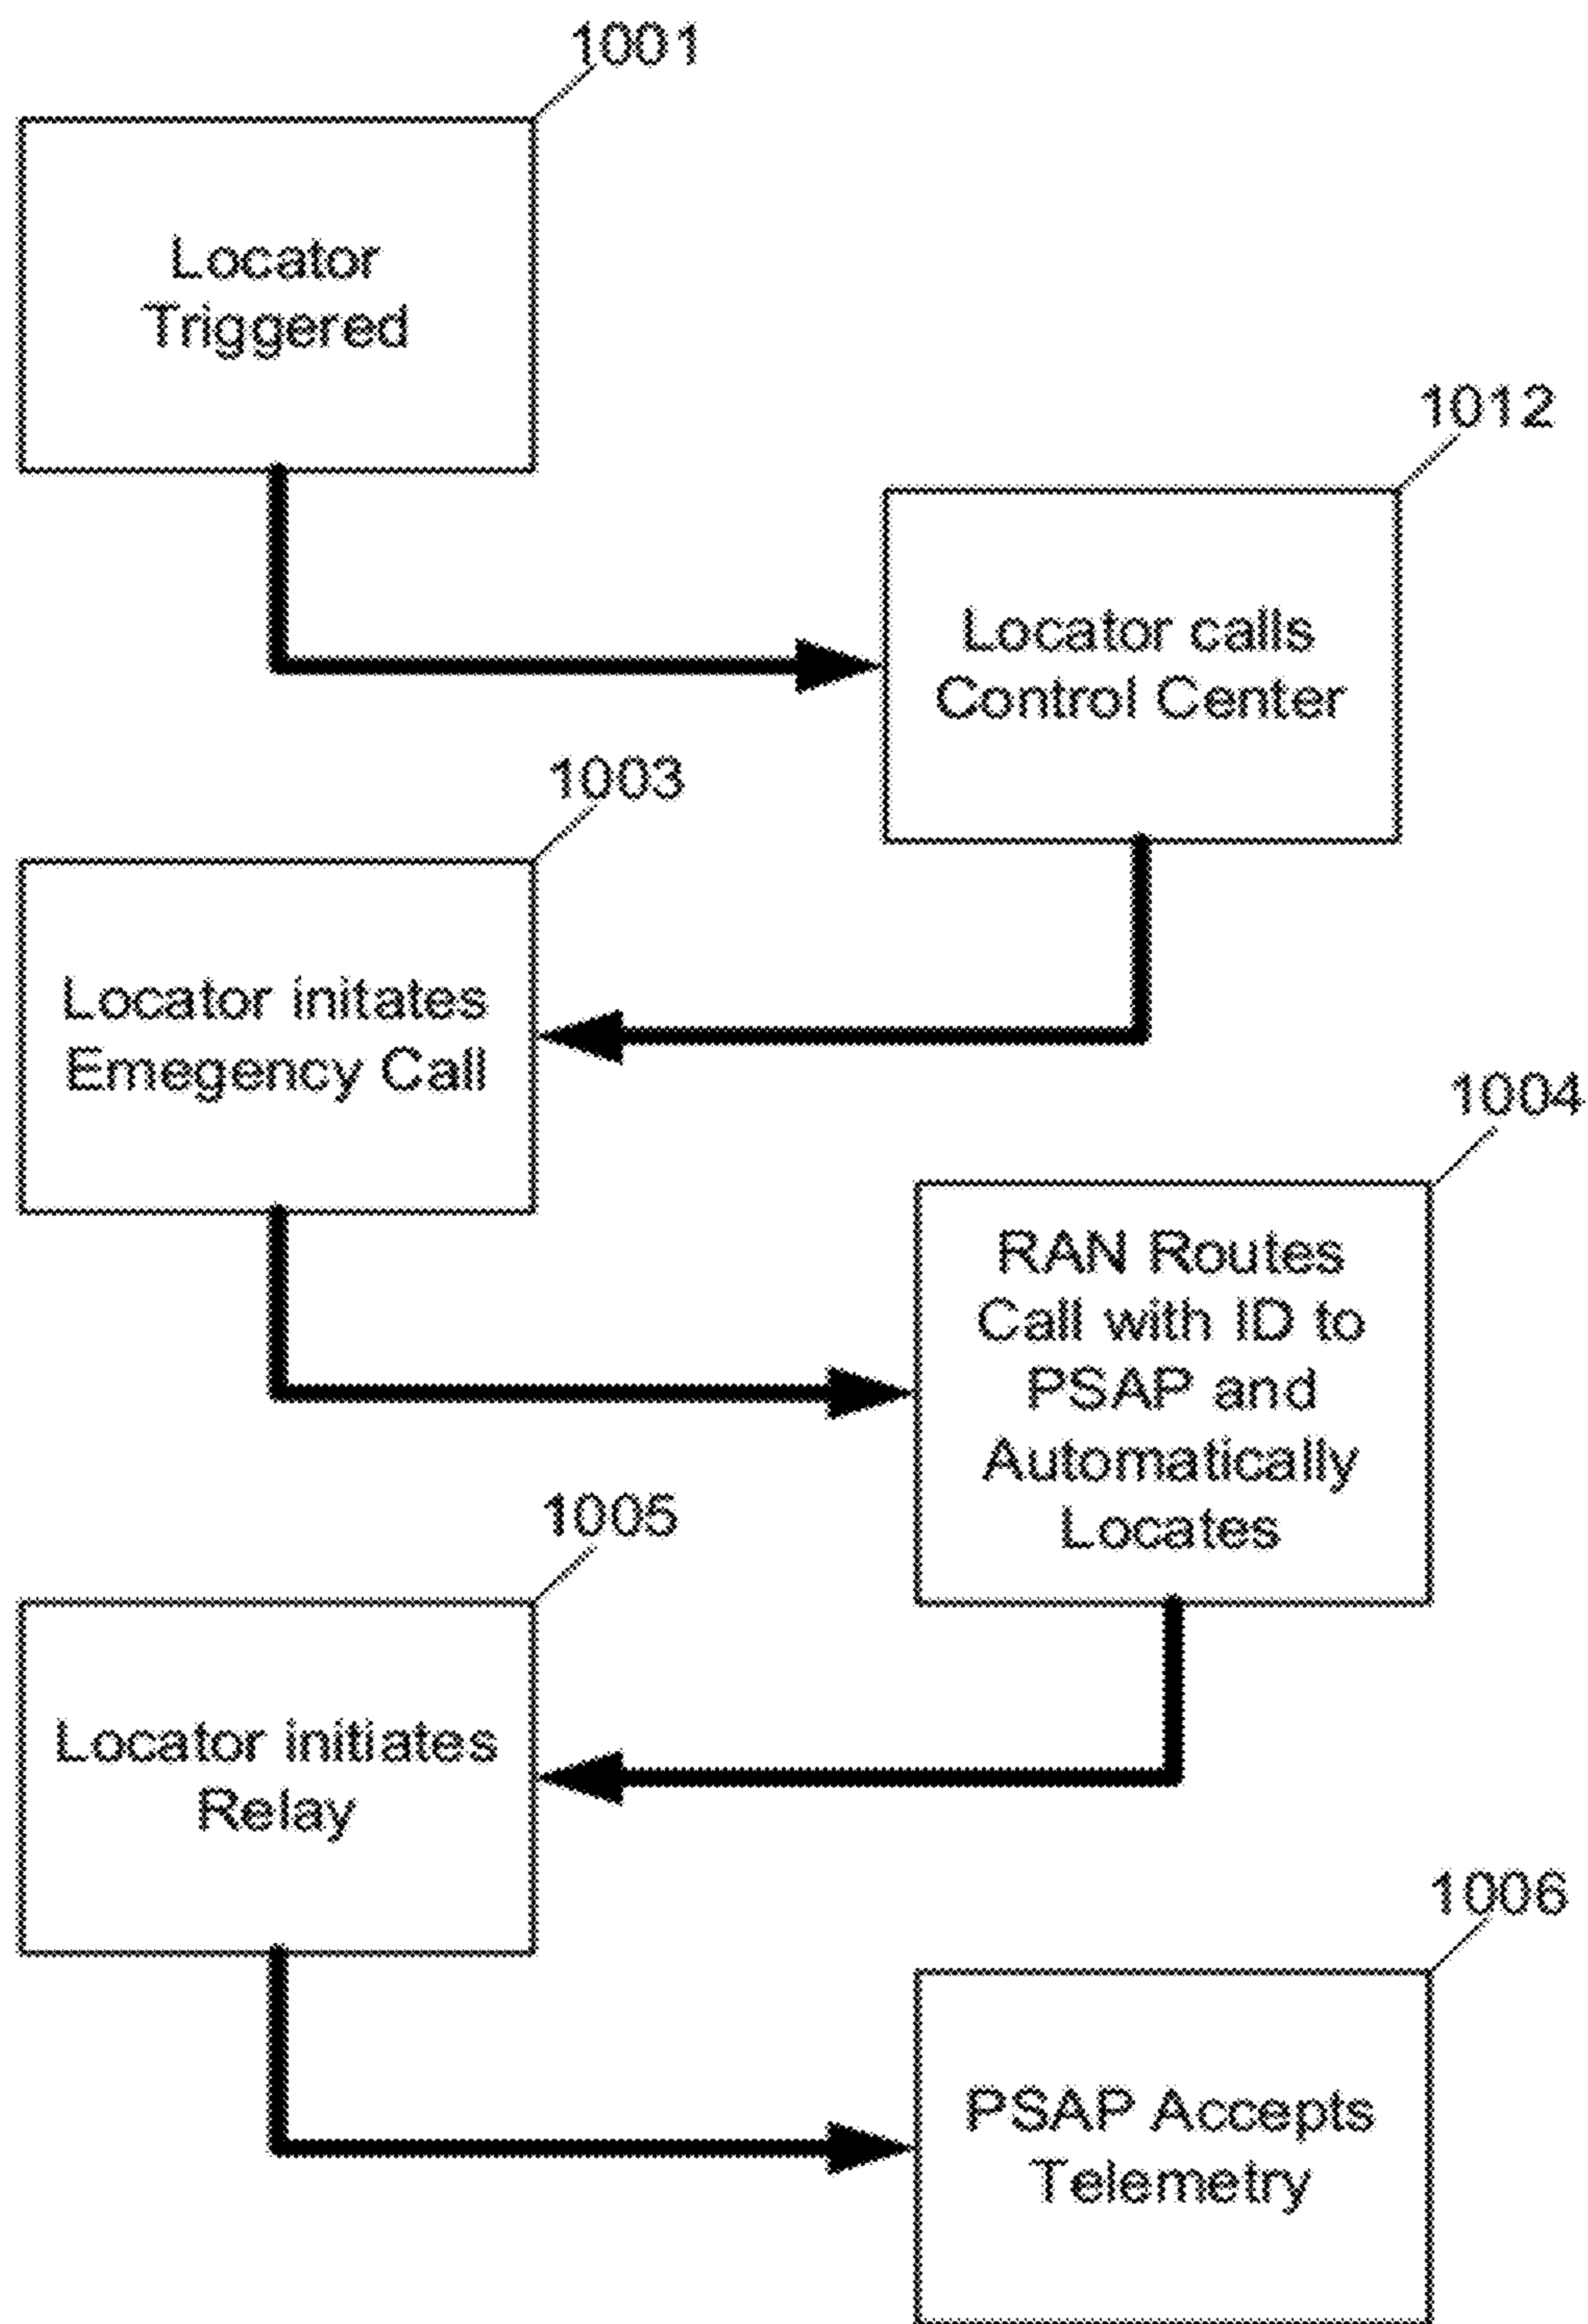 1001
Locator
Triggered
1012
Locator calls
Control Center
1003
Locator initates
Emegency Call
1004
RAN Routes
Call with ID to
PSAP and
Automatically
Locates
1005
Locator initiates
Relay
1006
PSAP Accepts
Telemetry